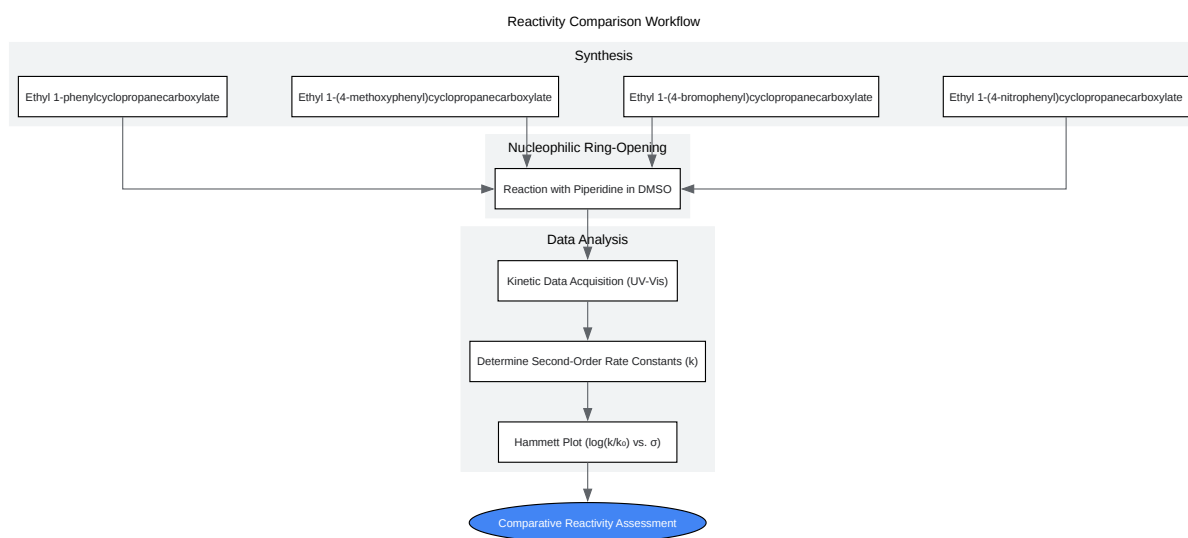 Reactivity Comparison Workflow
Synthesis
Ethyl 1-phenylcyclopropanecarboxylate
Ethyl 1-(4-methoxyphenyl)cyclopropanecarboxylate
Ethyl 1-(4-bromophenyl)cyclopropanecarboxylate
Ethyl 1-(4-nitrophenyl)cyclopropanecarboxylate
Nucleophilic Ring-Opening
Reaction with Piperidine in DMSO
Data Analysis
Kinetic Data Acquisition (UV-Vis)
Determine Second-Order Rate Constants (k)
Hammett Plot (log(k/k₀) vs. σ)
Comparative Reactivity Assessment